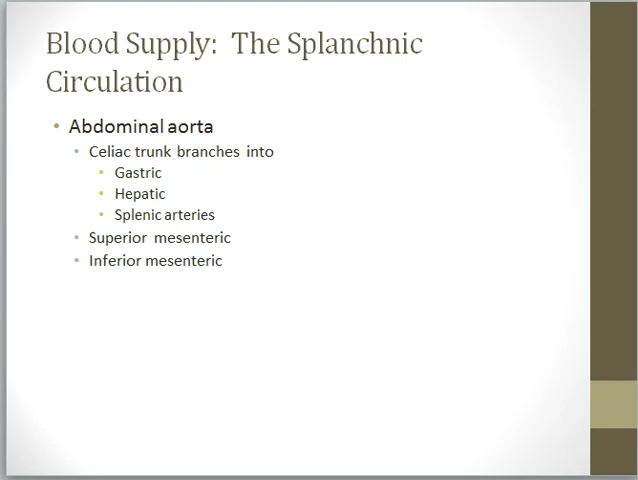 Blood Supply: The Splanchnic
Circulation
• Abdominal aorta
• Celiac trunk branches into
• Gastric
• Hepatic
• Splenic arteries
• Superior mesenteric
• Inferior mesenteric